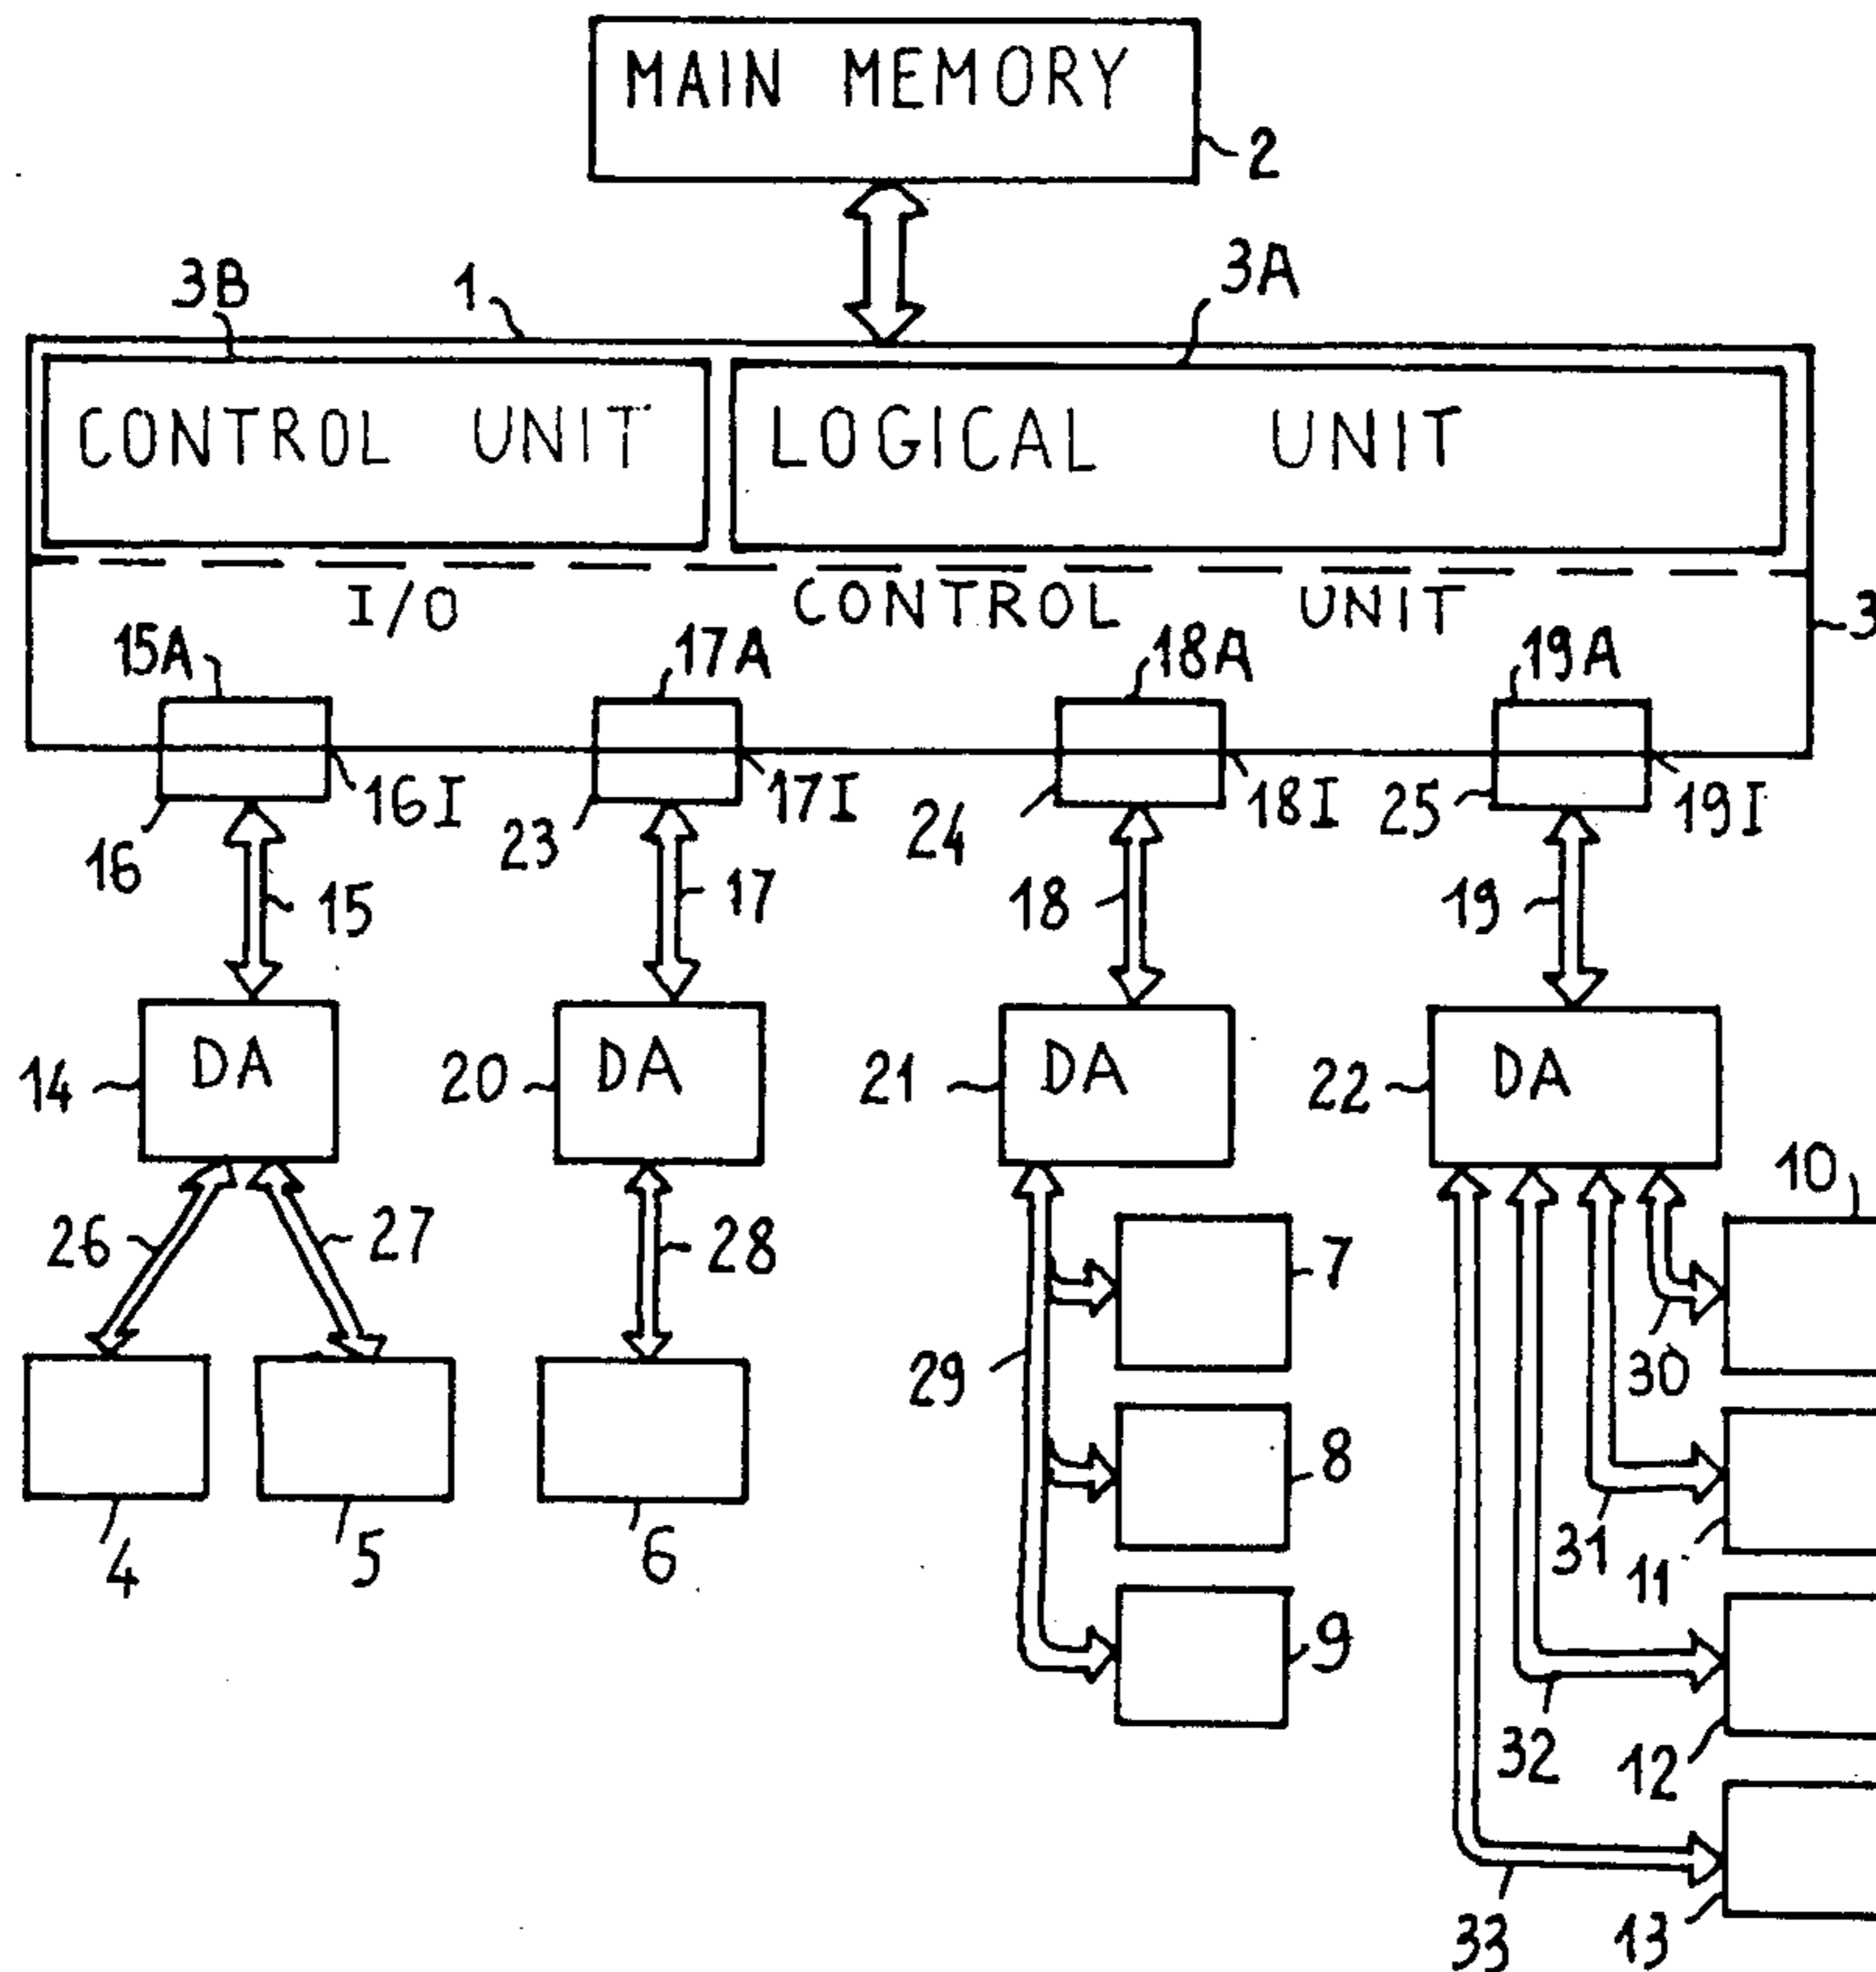 MAIN MEMORY
2
3B
1
3A
CONTROL UNIT
LOGICAL UNIT
I/O CONTROL UNIT
3
15A
17A
18A
19A
16I
17I
18I
19I
16
23
24
25
15
17
18
19
DA
DA
DA
DA
14
20
21
22
10
26
27
28
7
29
30
8
4
5
6
31
11
9
32
12
33
13